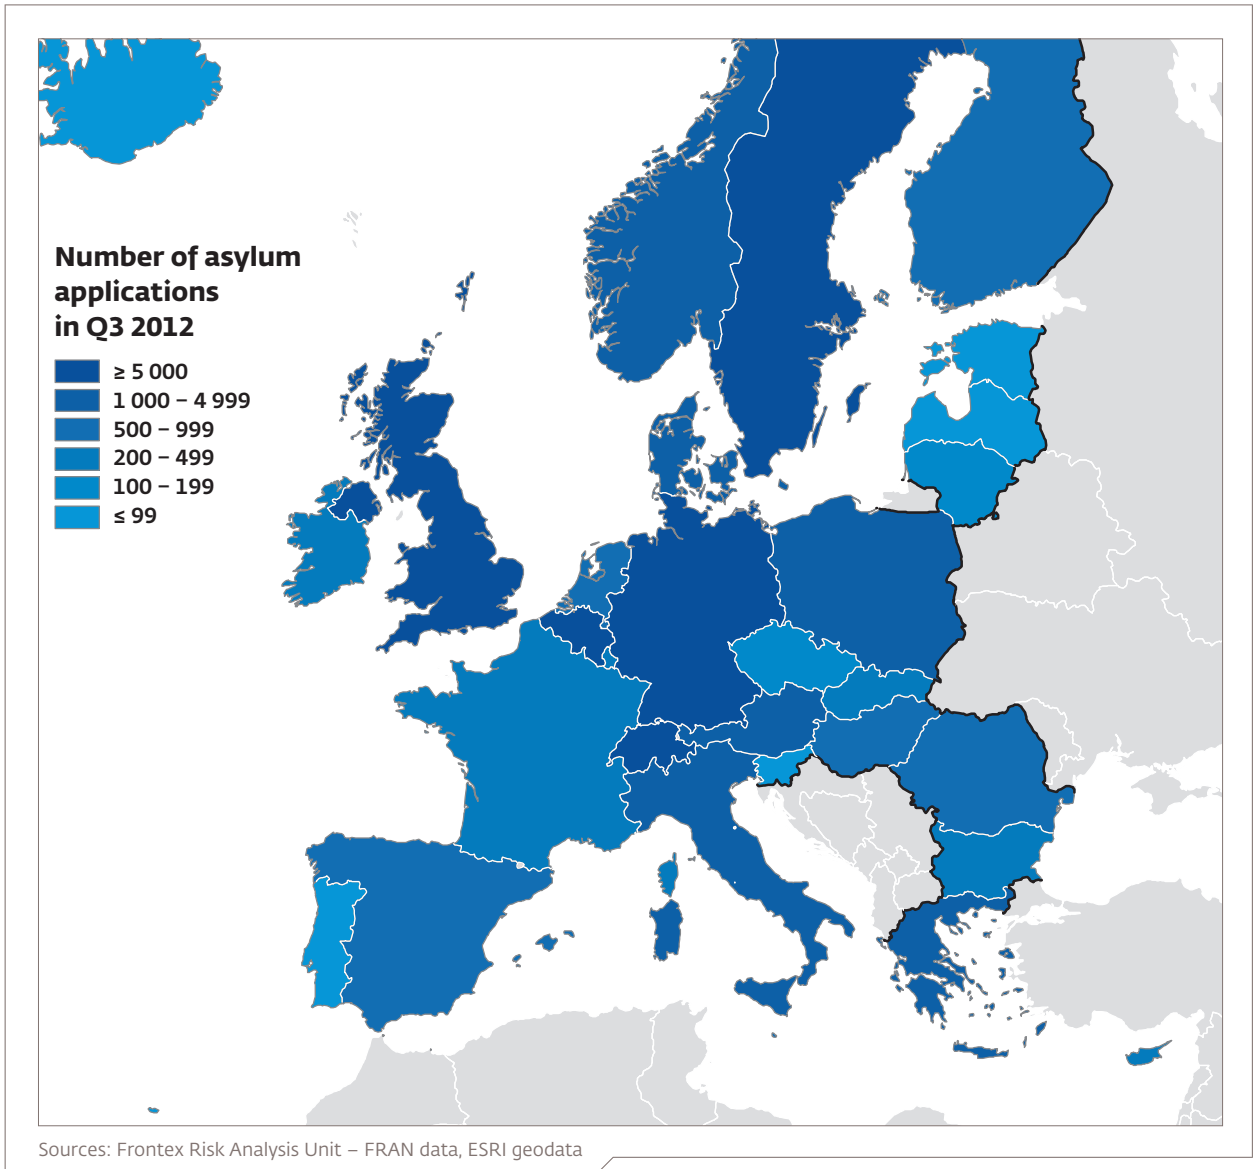 Number of asylum
applications
in Q3 2012
≥ 5 000
1 000 – 4 999
500 – 999
200 – 499
100 – 199
≤ 99
Sources: Frontex Risk Analysis Unit – FRAN data, ESRI geodata